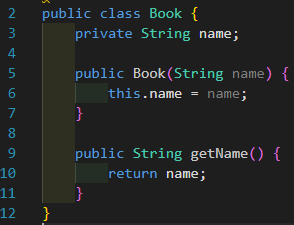 2 public class Book {
3     private String name;
4
5     public Book(String name) {
6         this.name = name;
7     }
8
9     public String getName() {
10         return name;
11     }
12 }